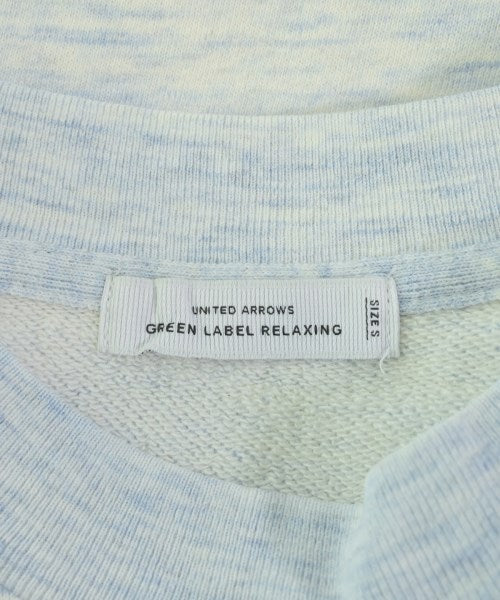 UNITED ARROWS
GREEN LABEL RELAXING
SIZE S